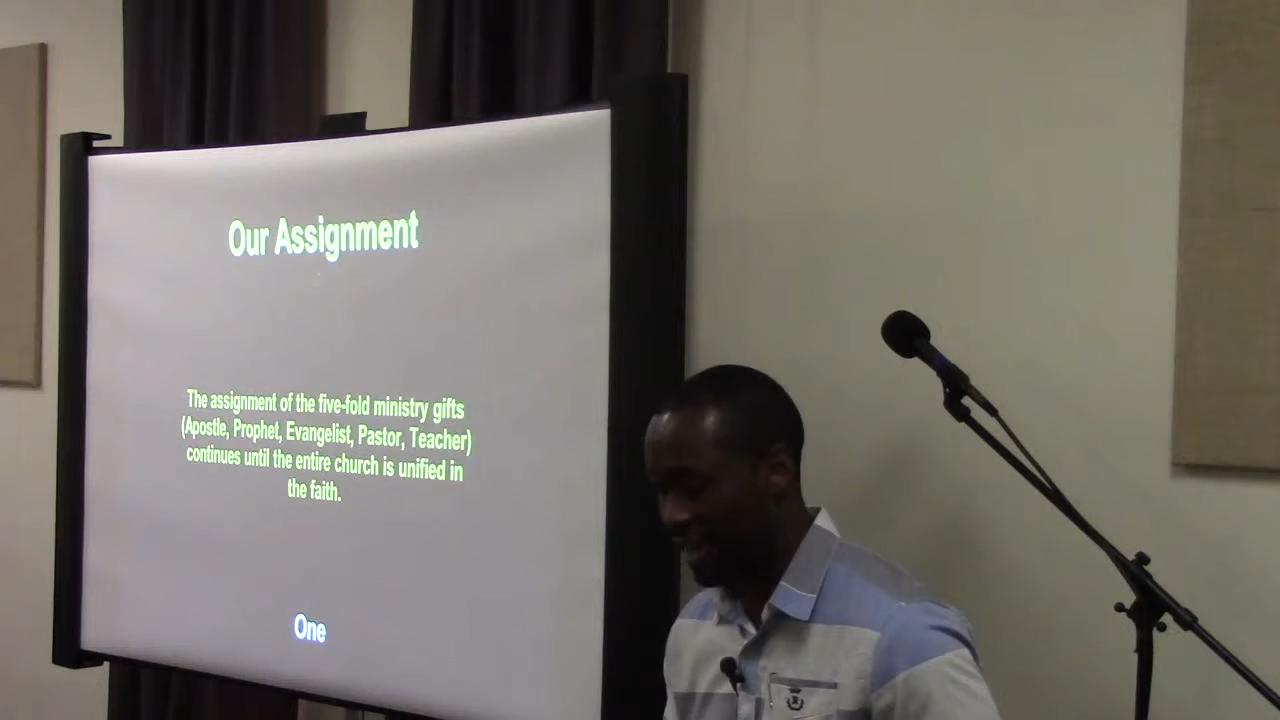 Our Assignment
The assignment of the five-fold ministry gifts
(Apostle, Prophet, Evangelist, Pastor, Teacher)
continues until the entire church is unified in
the faith.
One